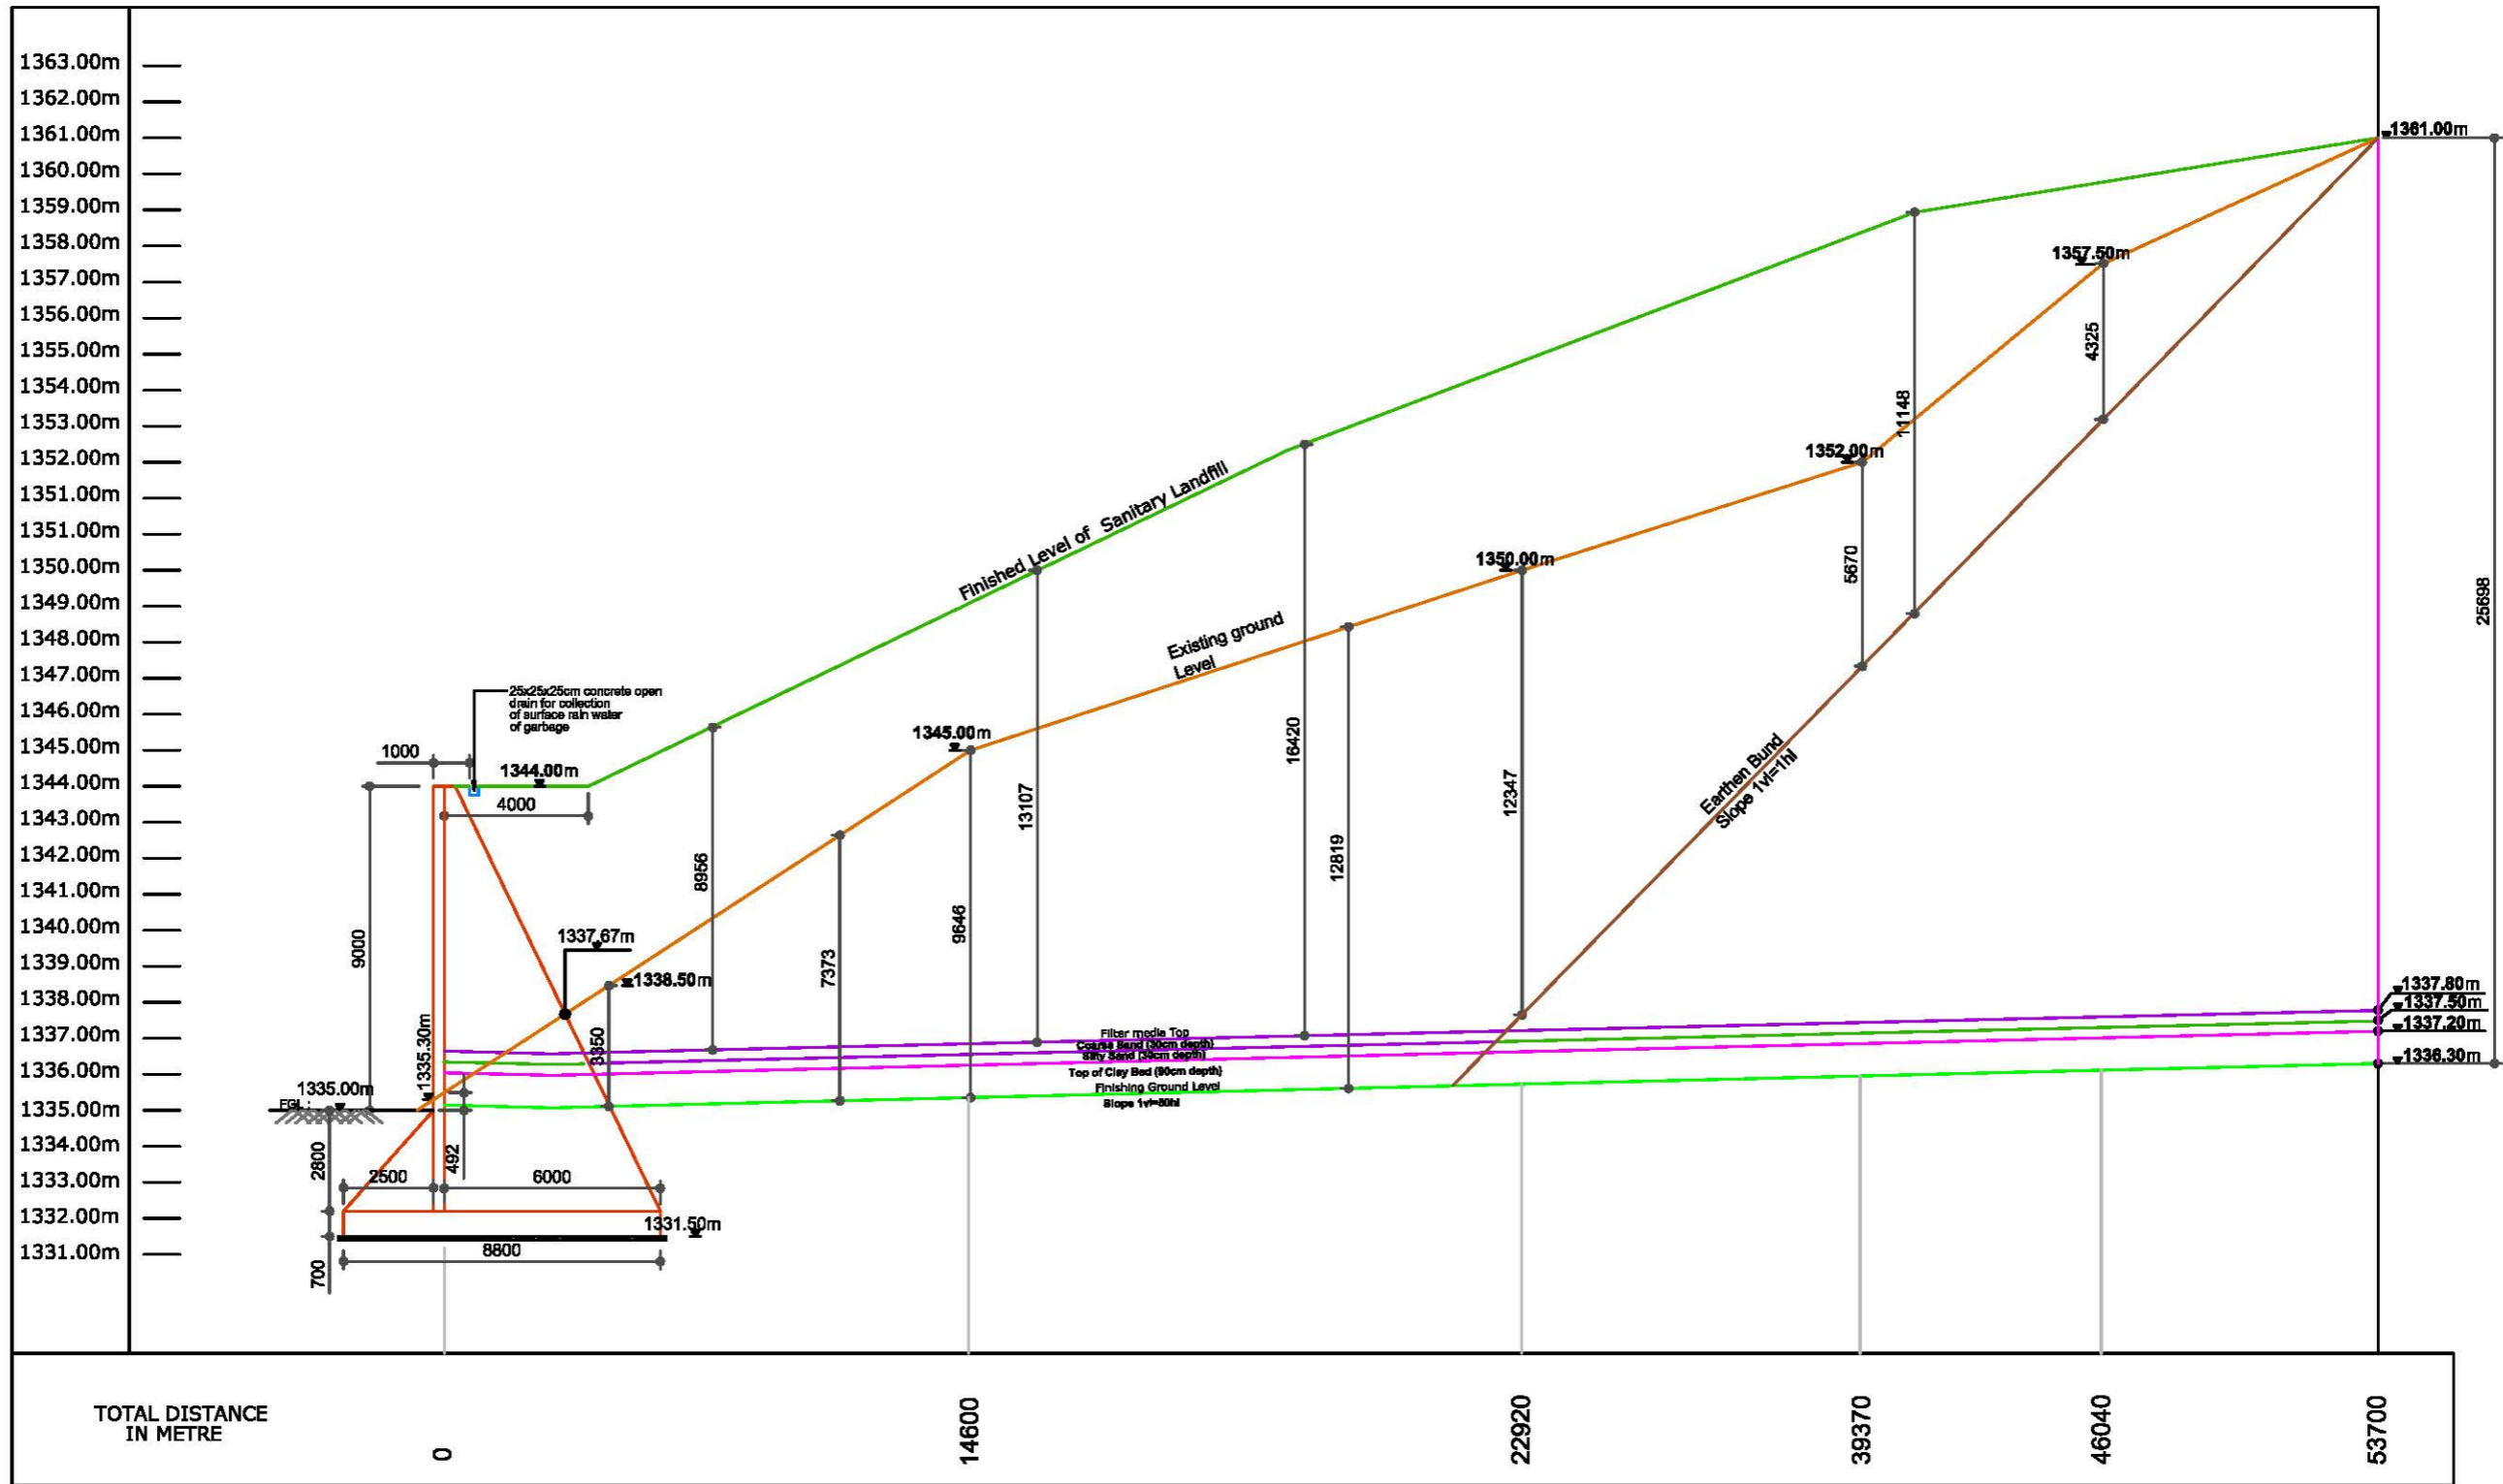 1363.00m
1362.00m
1361.00m
1360.00m
1359.00m
1358.00m
1357.00m
1356.00m
1355.00m
1354.00m
1353.00m
1352.00m
1351.00m
1351.00m
1350.00m
1349.00m
1348.00m
1347.00m
1346.00m
1345.00m
1344.00m
1343.00m
1342.00m
1341.00m
1340.00m
1339.00m
1338.00m
1337.00m
1336.00m
1335.00m
1334.00m
1333.00m
1332.00m
1331.00m
1361.00m
1357.50m
4325
11148
1352.00m
5670
25698
Finished Level of Sanitary Landfill
1350.00m
12347
Existing ground
Level
25x25x25cm concrete open
drain for collection
of surface rain water
of garbage
1000
1344.00m
4000
1345.00m
16420
13107
12819
Earthen Bund
Slope 1vl=1hl
8956
9000
9646
7373
1337.67m
1338.50m
3350
1335.30m
1335.00m
EGL
Filter media Top
Coarse Sand (30cm depth)
Silty Sand (30cm depth)
Top of Clay Bed (90cm depth)
Finishing Ground Level
Slope 1vl=50hl
1337.80m
1337.50m
1337.20m
1336.30m
2800
492
2500
6000
1331.50m
8800
700
TOTAL DISTANCE
IN METRE
0
14600
22920
39370
46040
53700